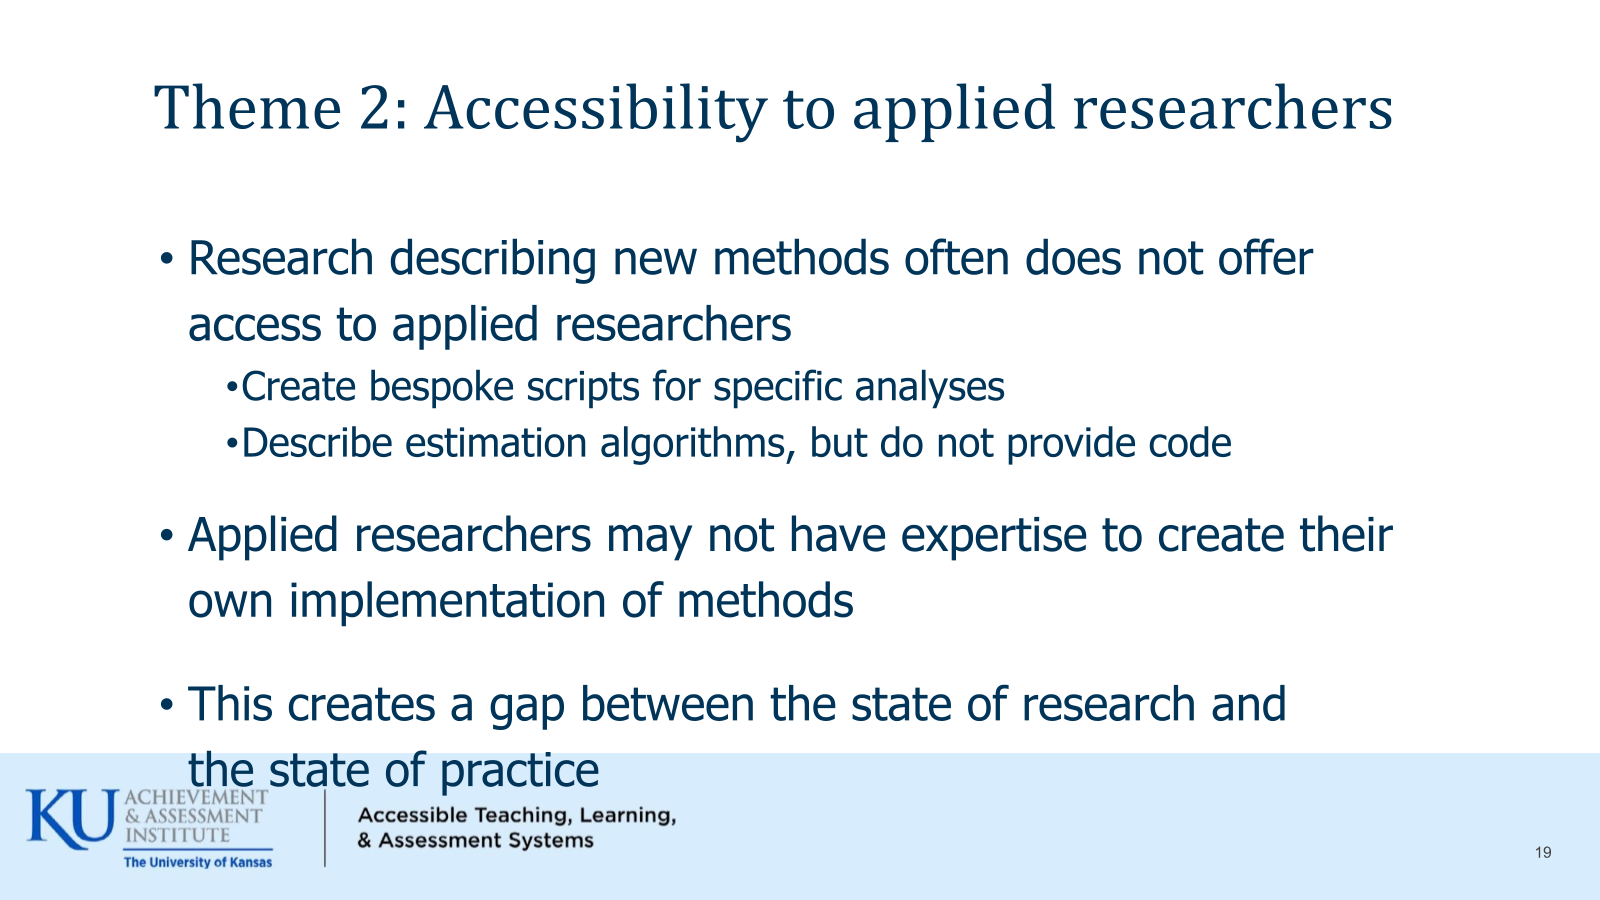 Theme 2: Accessibility to applied researchers
• Research describing new methods often does not offer
access to applied researchers
•Create bespoke scripts for specific analyses
•Describe estimation algorithms, but do not provide code
• Applied researchers may not have expertise to create their
own implementation of methods
• This creates a gap between the state of research and
the state of practice
KU ACHIEVEMENT
& ASSESSMENT
INSTITUTE
The University of Kansas
Accessible Teaching, Learning,
& Assessment Systems
19